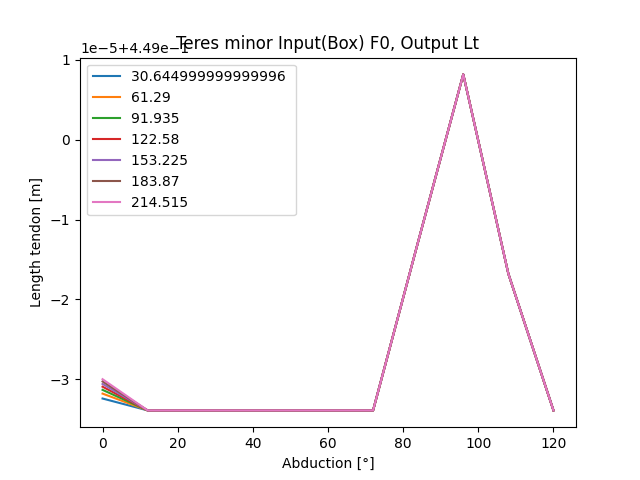 Teres minor Input(Box) F0, Output Lt
1e−5+4.49e−1
30.644999999999996
61.29
91.935
122.58
153.225
183.87
214.515
1
0
−1
−2
−3
Length tendon [m]
0 20 40 60 80 100 120
Abduction [°]